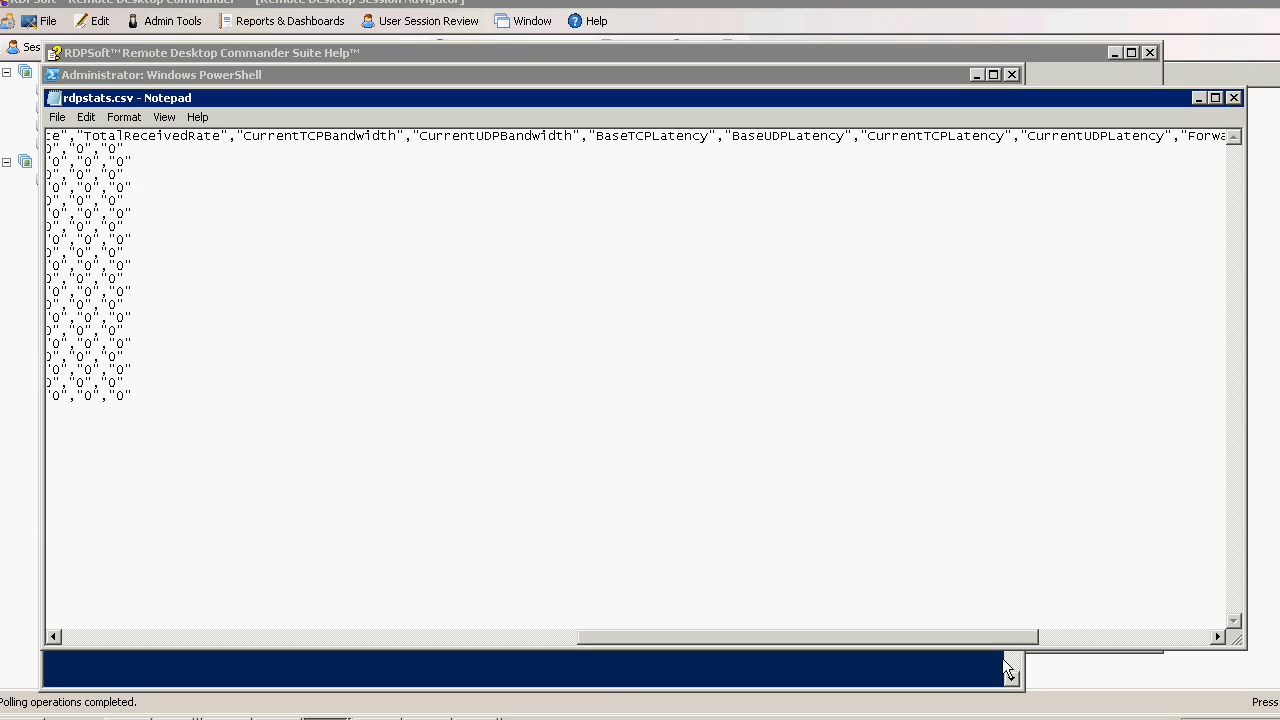 File Edit Admin Tools Reports & Dashboards User Session Review Window Help
Ses
RDPSoft™ Remote Desktop Commander Suite Help™
Administrator: Windows PowerShell
rdpstats.csv - Notepad
File Edit Format View Help
ce","TotalReceivedRate","CurrentTCPBandwidth","CurrentUDPBandwidth","BaseTCPLatency","BaseUDPLatency","CurrentTCPLatency","CurrentUDPLatency","Forwa
0","0","0"
"0","0","0"
0","0","0"
"0","0","0"
0","0","0"
"0","0","0"
0","0","0"
"0","0","0"
0","0","0"
"0","0","0"
0","0","0"
"0","0","0"
0","0","0"
"0","0","0"
0","0","0"
"0","0","0"
0","0","0"
"0","0","0"
0","0","0"
"0","0","0"
Polling operations completed.
Press